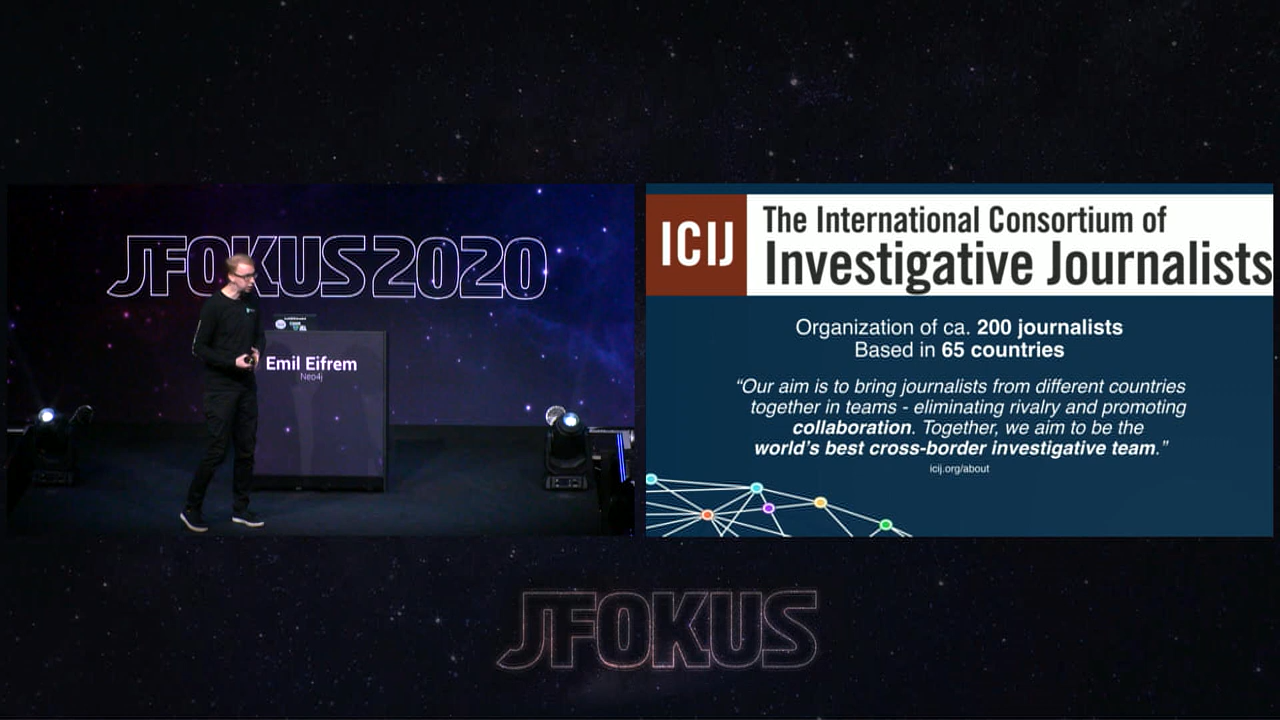 JFOKUS 2020
Emil Eifrem
Neo4j
ICIJ
The International Consortium of
Investigative Journalists
Organization of ca. 200 journalists
Based in 65 countries
“Our aim is to bring journalists from different countries
together in teams - eliminating rivalry and promoting
collaboration. Together, we aim to be the
world’s best cross-border investigative team.”
icij.org/about
JFOKUS